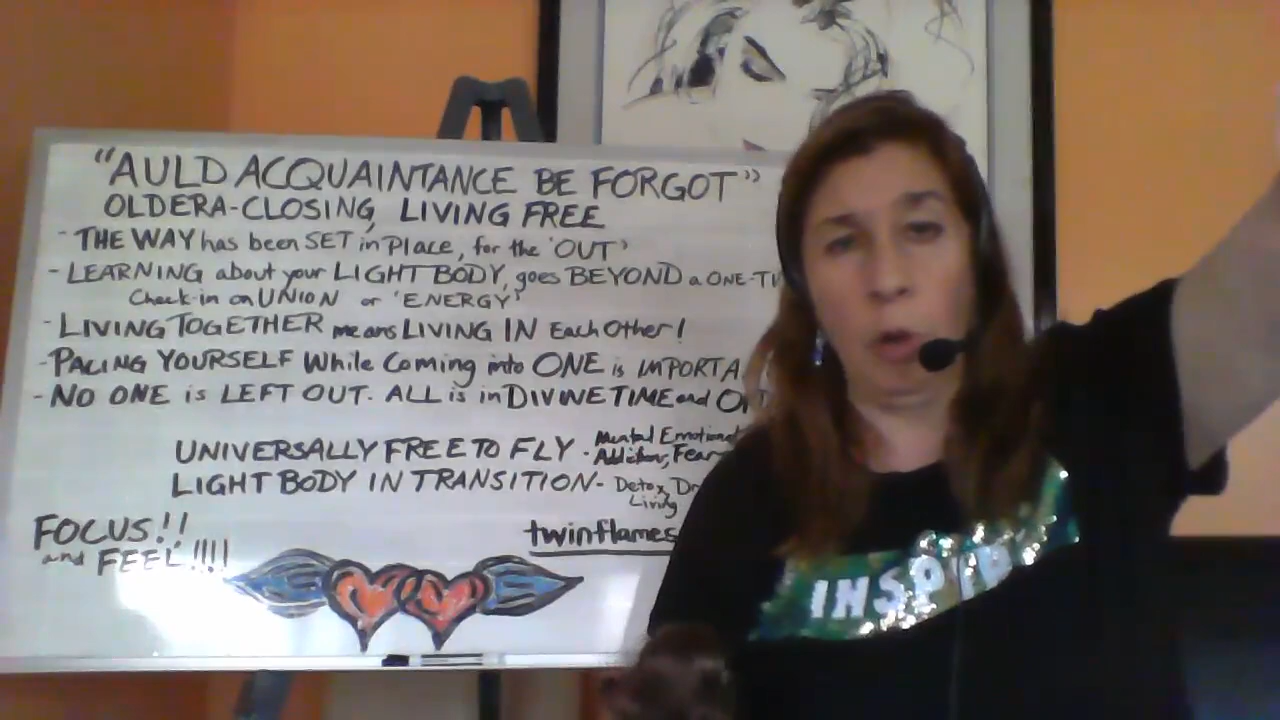 "AULD ACQUAINTANCE BE FORGOT"
OLDERA-CLOSING, LIVING FREE
- THE WAY has been SET in Place, for the 'OUT'
- LEARNING about your LIGHT BODY, goes BEYOND a ONE-
Check-in on UNION or 'ENERGY'
- LIVING TOGETHER means LIVING IN Each Other!
- PACING YOURSELF While Coming into ONE is IMPORTA
- NO ONE is LEFT OUT. ALL is in DIVINE TIME and
UNIVERSALLY FREE TO FLY - Mental Emotional
Addiction, Fear
LIGHT BODY IN TRANSITION - Detox,
Living
FOCUS!!
and FEEL!!!!
twinflames
INSPIRE